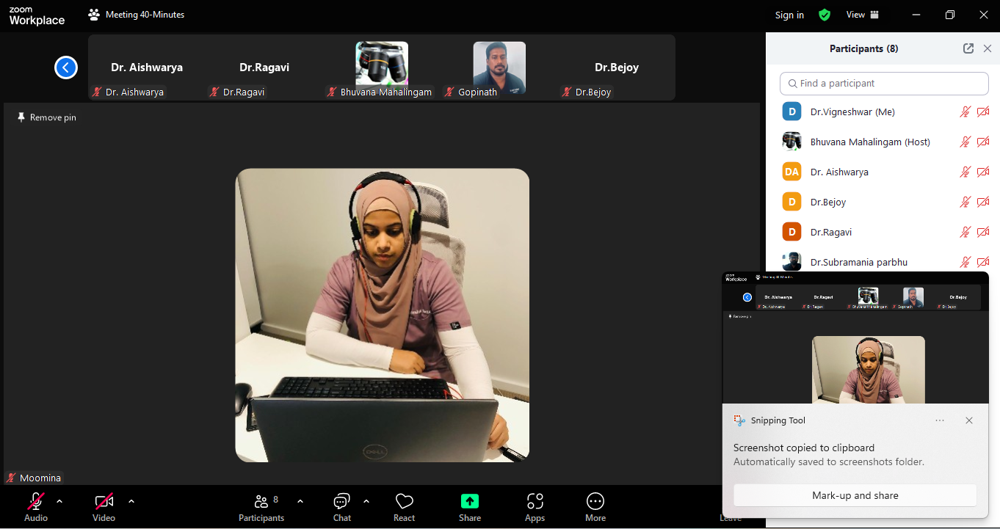 zoom
Workplace
Meeting 40-Minutes
Sign in
View
Dr. Aishwarya
Dr.Ragavi
Dr.Bejoy
Dr. Aishwarya
Dr.Ragavi
Bhuvana Mahalingam
Gopinath
Dr.Bejoy
Remove pin
DELL
Moomina
Participants (8)
Find a participant
D
Dr.Vigneshwar (Me)
Bhuvana Mahalingam (Host)
DA
Dr. Aishwarya
D
Dr.Bejoy
D
Dr.Ragavi
Dr.Subramania parbhu
zoom
Workplace
Meeting 40-Minutes
Dr. Aishwarya
Dr.Ragavi
Dr.Bejoy
Dr. Aishwarya
Dr.Ragavi
Bhuvana Mahalingam
Gopinath
Dr.Bejoy
Remove pin
Snipping Tool
Screenshot copied to clipboard
Automatically saved to screenshots folder.
Mark-up and share
Audio
Video
Participants
8
Chat
React
Share
Apps
More
Leave